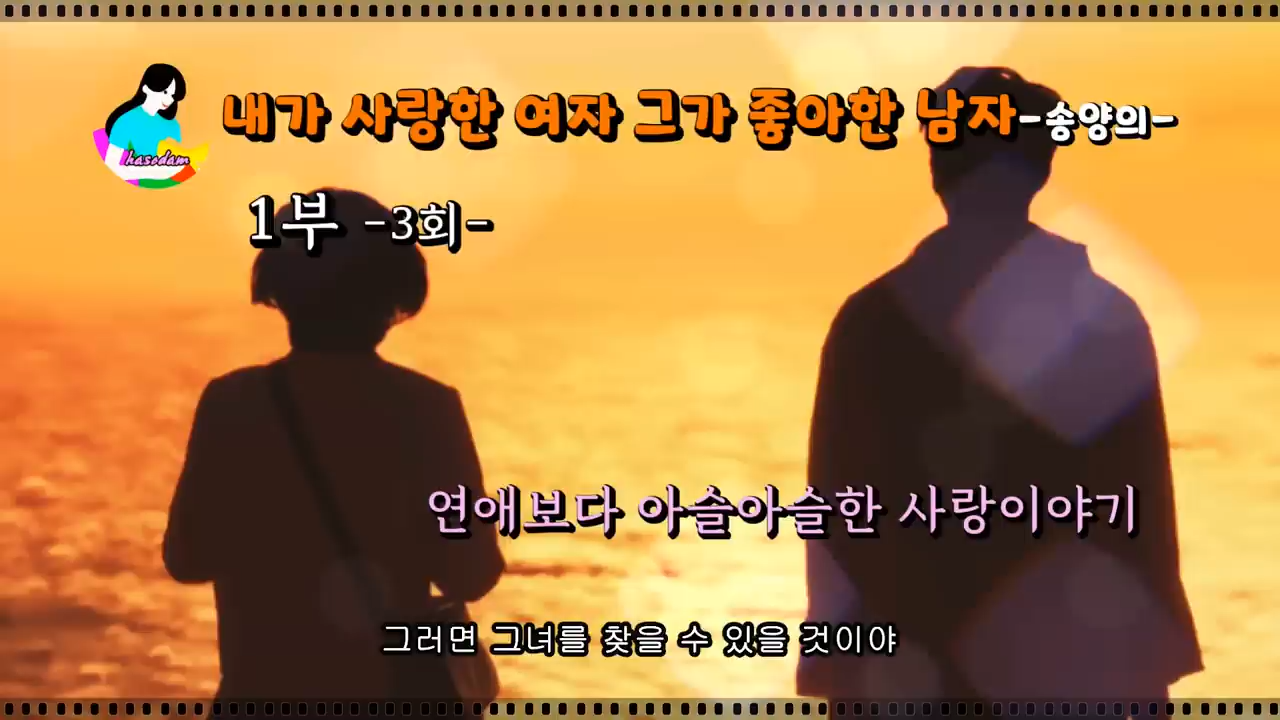 내가 사랑한 여자 그가 좋아한 남자-송양의-
hasodam
1부 -3회-
연애보다 아슬아슬한 사랑이야기
그러면 그녀를 찾을 수 있을 것이야